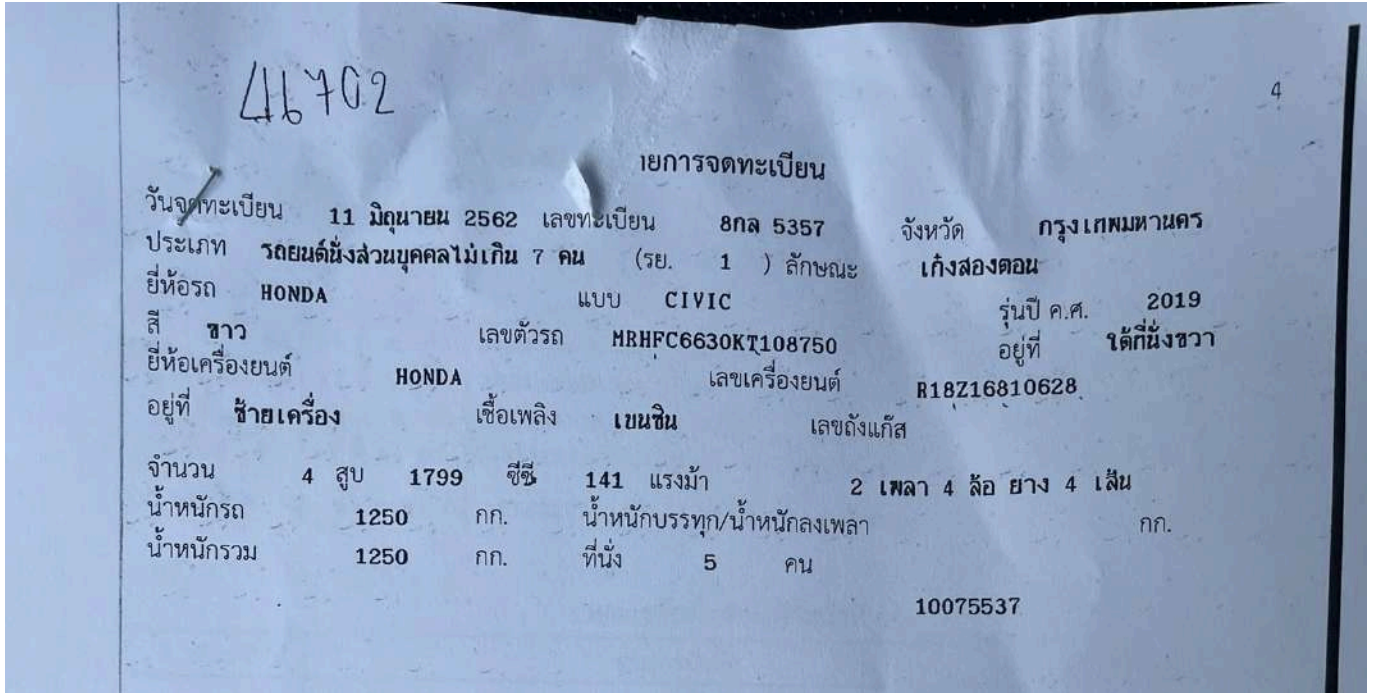 46702
4
ายการจดทะเบียน
วันจดทะเบียน 11 มิถุนายน 2562 เลขทะเบียน 8กล 5357 จังหวัด กรุงเทพมหานคร
ประเภท รถยนต์นั่งส่วนบุคคลไม่เกิน 7 คน (รย. 1 ) ลักษณะ เก๋งสองตอน
ยี่ห้อรถ HONDA แบบ CIVIC รุ่นปี ค.ศ. 2019
สี ขาว เลขตัวรถ MRHFC6630KT108750 อยู่ที่ ใต้ที่นั่งขวา
ยี่ห้อเครื่องยนต์ HONDA เลขเครื่องยนต์ R18Z16810628
อยู่ที่ ซ้ายเครื่อง เชื้อเพลิง เบนซิน เลขถังแก๊ส
จำนวน 4 สูบ 1799 ซีซี 141 แรงม้า 2 เพลา 4 ล้อ ยาง 4 เส้น
น้ำหนักรถ 1250 กก. น้ำหนักบรรทุก/น้ำหนักลงเพลา กก.
น้ำหนักรวม 1250 กก. ที่นั่ง 5 คน
10075537